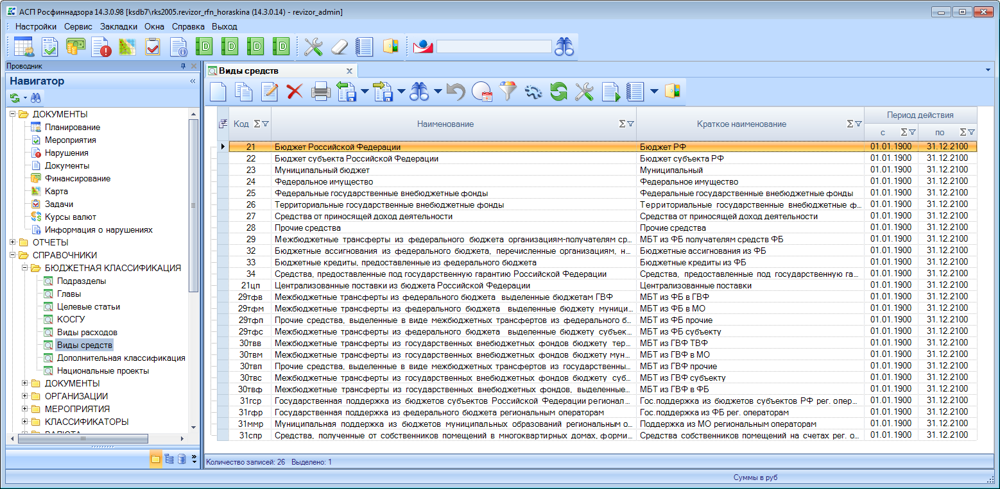 АСП Росфиннадзора 14.3.0.98 [ksdb7\rks2005.revizor_rfn_horaskina (14.3.0.14) - revizor_admin]
Настройки Сервис Закладки Окна Справка Выход
Проводник
Навигатор
ДОКУМЕНТЫ
Планирование
Мероприятия
Нарушения
Документы
Финансирование
Карта
Задачи
Курсы валют
Информация о нарушениях
ОТЧЕТЫ
СПРАВОЧНИКИ
БЮДЖЕТНАЯ КЛАССИФИКАЦИЯ
Подразделы
Главы
Целевые статьи
КОСГУ
Виды расходов
Виды средств
Дополнительная классификация
Национальные проекты
ДОКУМЕНТЫ
ОРГАНИЗАЦИИ
МЕРОПРИЯТИЯ
КЛАССИФИКАТОРЫ
ВАЛЮТА
Виды средств
Код Наименование Краткое наименование Период действия
с по
21 Бюджет Российской Федерации Бюджет РФ 01.01.1900 31.12.2100
22 Бюджет субъекта Российской Федерации Бюджет субъекта РФ 01.01.1900 31.12.2100
23 Муниципальный бюджет Муниципальный 01.01.1900 31.12.2100
24 Федеральное имущество Федеральное имущество 01.01.1900 31.12.2100
25 Федеральные государственные внебюджетные фонды Федеральные государственные внебюджетные фонды 01.01.1900 31.12.2100
26 Территориальные государственные внебюджетные фонды Территориальные государственные внебюджетные ф... 01.01.1900 31.12.2100
27 Средства от приносящей доход деятельности Средства от приносящей доход деятельности 01.01.1900 31.12.2100
28 Прочие средства Прочие средства 01.01.1900 31.12.2100
29 Межбюджетные трансферты из федерального бюджета организациям-получателям ср... МБТ из ФБ получателям средств ФБ 01.01.1900 31.12.2100
32 Бюджетные ассигнования из федерального бюджета, перечисленные организациям, н... Бюджетные ассигнования из ФБ 01.01.1900 31.12.2100
33 Бюджетные кредиты, предоставленные из федерального бюджета Бюджетные кредиты из ФБ 01.01.1900 31.12.2100
34 Средства, предоставленные под государственную гарантию Российской Федерации Средства, предоставленные под государственную га... 01.01.1900 31.12.2100
21цп Централизованные поставки из бюджета Российской Федерации Централизованные поставки 01.01.1900 31.12.2100
29тфв Межбюджетные трансферты из федерального бюджета выделенные бюджетам ГВФ МБТ из ФБ в ГВФ 01.01.1900 31.12.2100
29тфм Межбюджетные трансферты из федерального бюджета выделенные бюджету муници... МБТ из ФБ в МО 01.01.1900 31.12.2100
29тфп Прочие средства, выделенные в виде межбюджетных трансфертов из федерального б... МБТ из ФБ прочие 01.01.1900 31.12.2100
29тфс Межбюджетные трансферты из федерального бюджета выделенные бюджету субъек... МБТ из ФБ субъекту 01.01.1900 31.12.2100
30твв Межбюджетные трансферты из государственных внебюджетных фондов бюджету тер... МБТ из ГВФ ТВФ 01.01.1900 31.12.2100
30твм Межбюджетные трансферты из государственных внебюджетных фондов бюджету мун... МБТ из ГВФ в МО 01.01.1900 31.12.2100
30твп Прочие средства, выделенные в виде межбюджетных трансфертов из государственны... МБТ из ГВФ прочие 01.01.1900 31.12.2100
30твс Межбюджетные трансферты из государственных внебюджетных фондов бюджету суб... МБТ из ГВФ субъекту 01.01.1900 31.12.2100
30твф Межбюджетные трансферты из государственных внебюджетных фондов, выделенные... МБТ из ГВФ в ФБ 01.01.1900 31.12.2100
31гср Государственная поддержка из бюджетов субъектов Российской Федерации регионал... Гос.поддержка из бюджетов субъектов РФ рег. опер... 01.01.1900 31.12.2100
31гфр Государственная поддержка из федерального бюджета региональным операторам Гос.поддержка из ФБ рег. операторам 01.01.1900 31.12.2100
31ммр Муниципальная поддержка из бюджетов муниципальных образований региональным о... Поддержка из МО региональным операторам 01.01.1900 31.12.2100
31спр Средства, полученные от собственников помещений в многоквартирных домах, форми... Средства собственников помещений на счетах рег. о... 01.01.1900 31.12.2100
Количество записей: 26 Выделено: 1
Суммы в руб